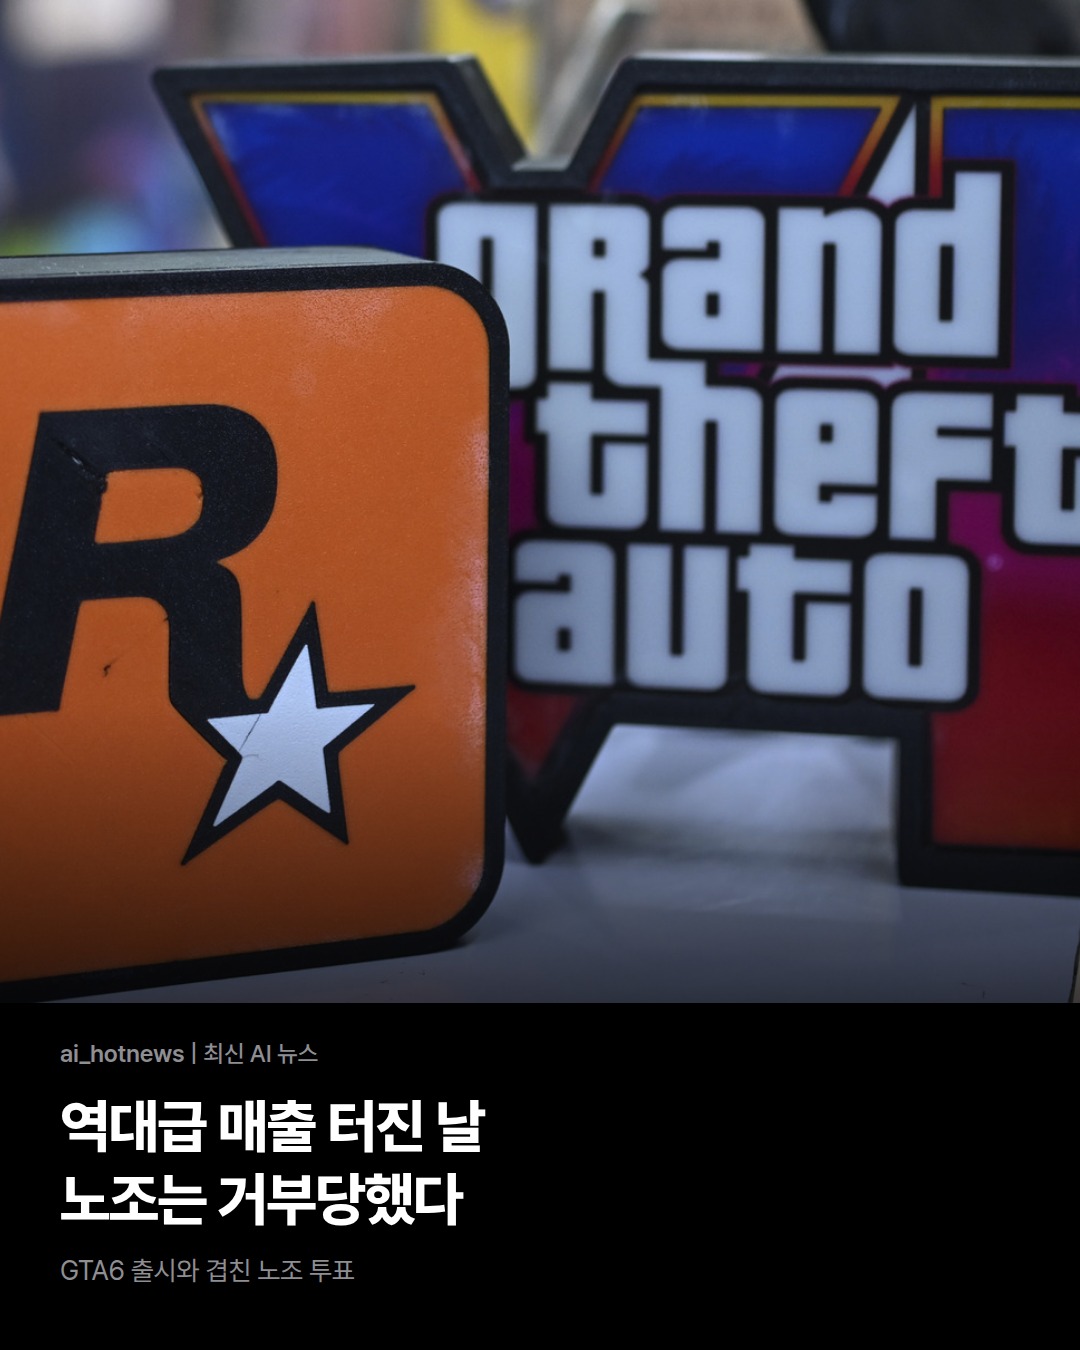 grand
theft
auto
R
ai_hotnews | 최신 AI 뉴스
역대급 매출 터진 날
노조는 거부당했다
GTA6 출시와 겹친 노조 투표